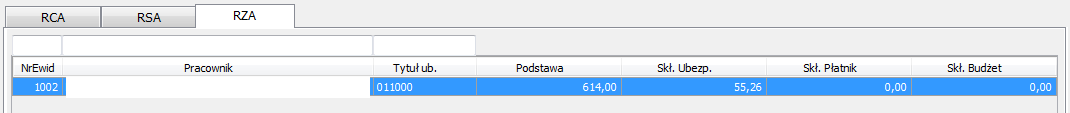 RCA RSA RZA
NrEwid Pracownik Tytuł ub. Podstawa Skł. Ubezp. Skł. Płatnik Skł. Budżet
1002 011000 614,00 55,26 0,00 0,00